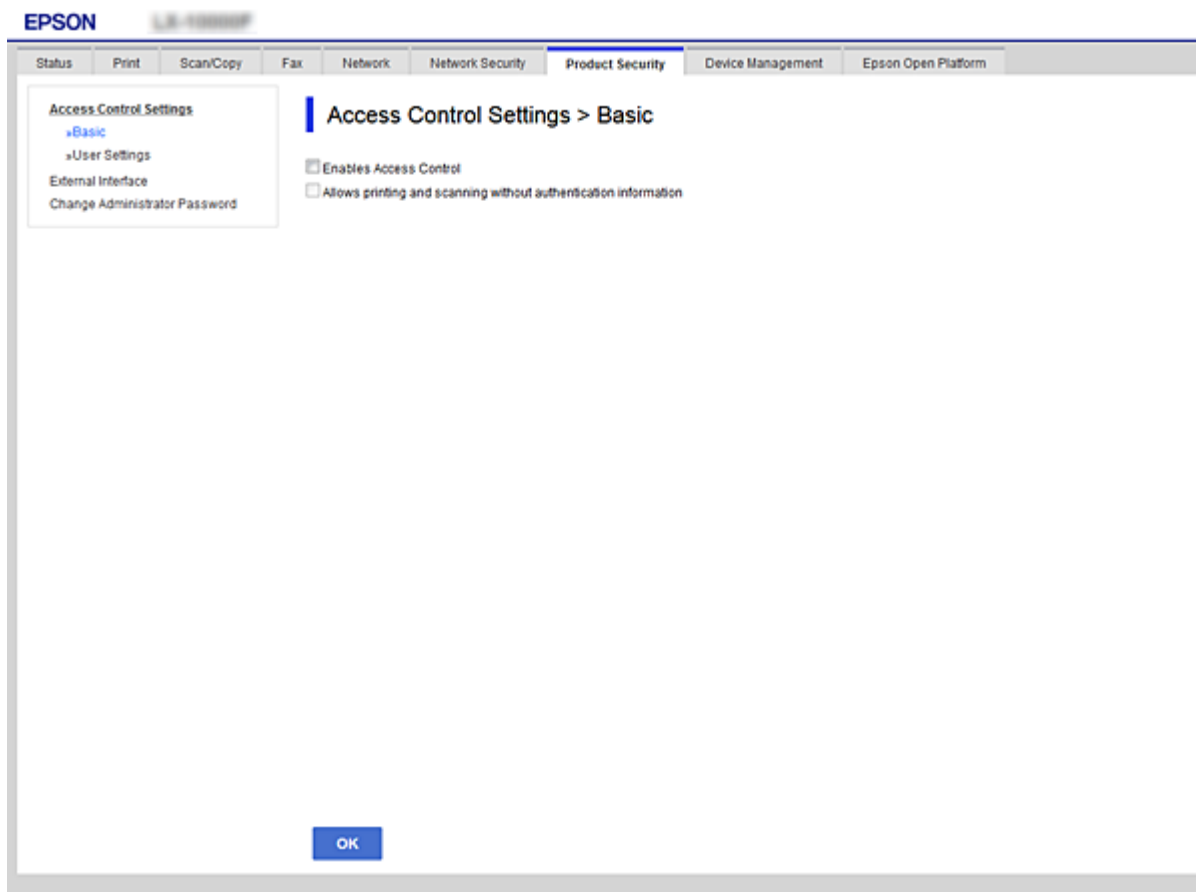 EPSON
Status Print Scan/Copy Fax Network Network Security Product Security Device Management Epson Open Platform
Access Control Settings
»Basic
»User Settings
External Interface
Change Administrator Password
Access Control Settings > Basic
Enables Access Control
Allows printing and scanning without authentication information
OK